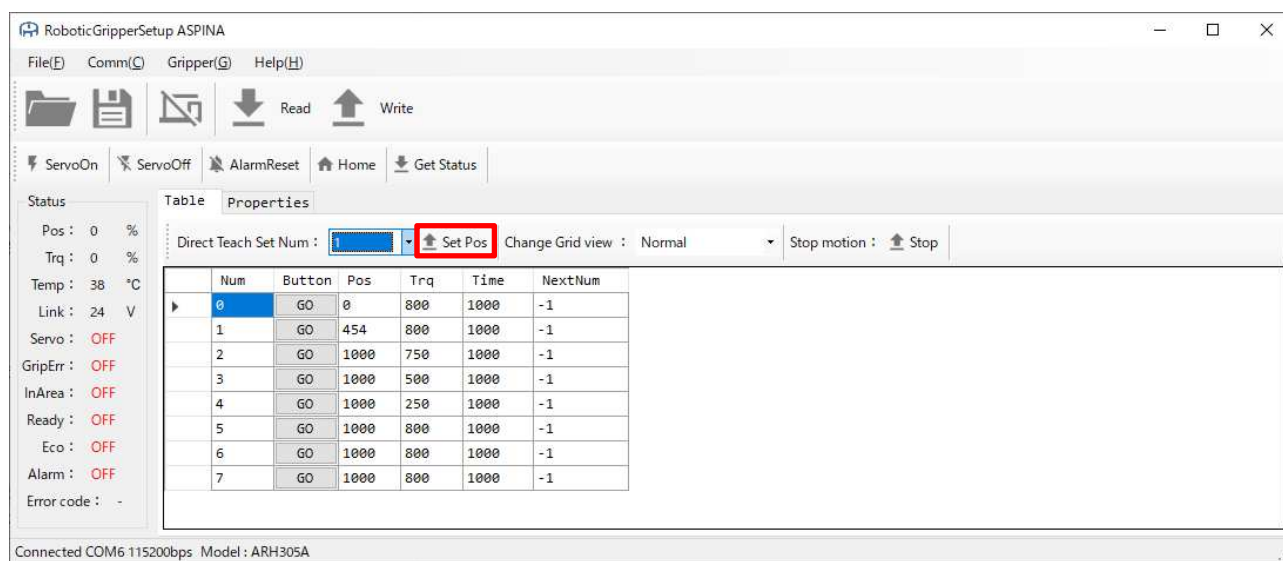 RoboticGripperSetup ASPINA
File(F) Comm(C) Gripper(G) Help(H)
Read Write
ServoOn ServoOff AlarmReset Home Get Status
Status
Pos： 0 %
Trq： 0 %
Temp： 38 °C
Link： 24 V
Servo： OFF
GripErr： OFF
InArea： OFF
Ready： OFF
Eco： OFF
Alarm： OFF
Error code： -
Table Properties
Direct Teach Set Num： 1 Set Pos Change Grid view ： Normal Stop motion： Stop
Num Button Pos Trq Time NextNum
0 GO 0 800 1000 -1
1 GO 454 800 1000 -1
2 GO 1000 750 1000 -1
3 GO 1000 500 1000 -1
4 GO 1000 250 1000 -1
5 GO 1000 800 1000 -1
6 GO 1000 800 1000 -1
7 GO 1000 800 1000 -1
Connected COM6 115200bps Model : ARH305A